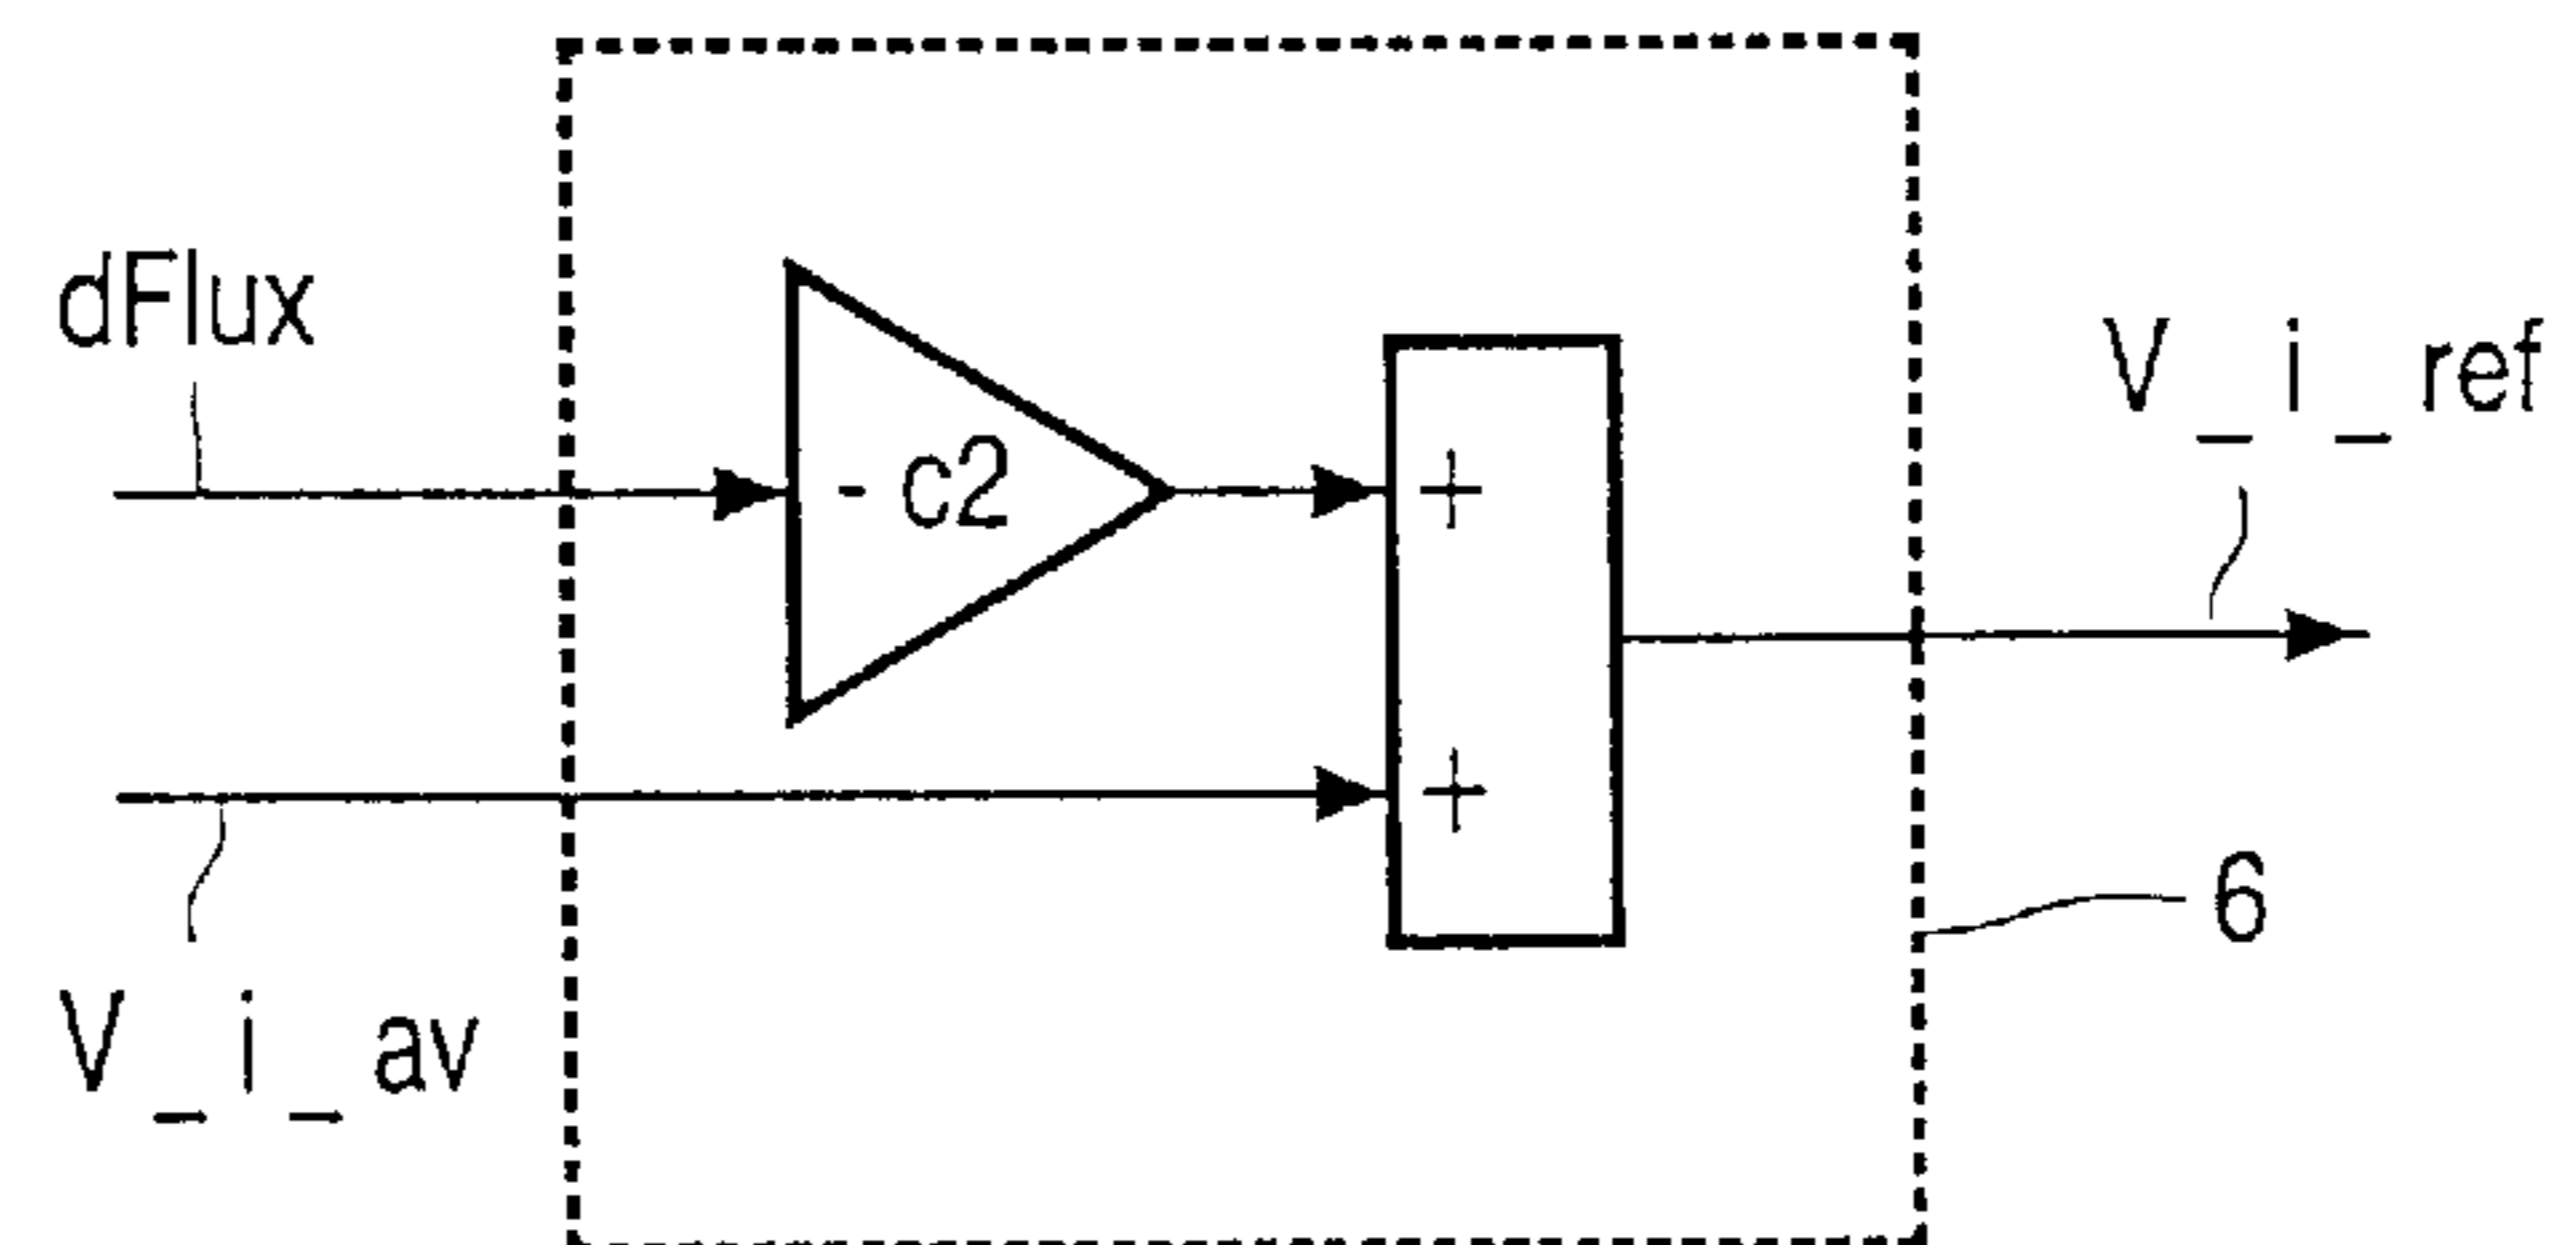 dFlux
V_i_ref
- c2
+
+
6
V_i_av